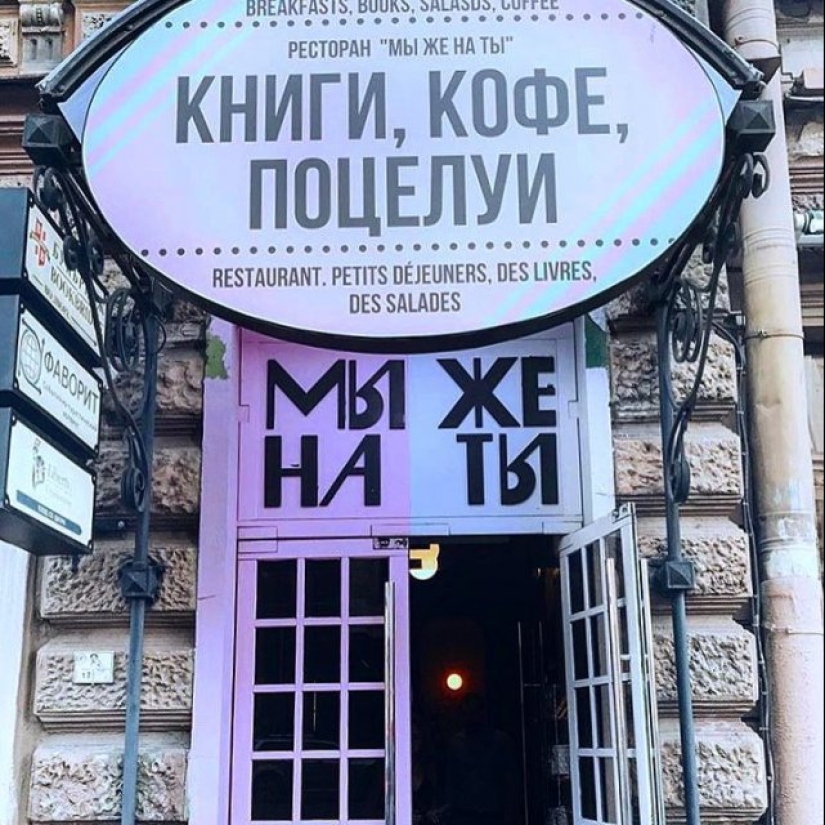 BREAKFASTS, BOOKS, SALASDS, COFFEE
РЕСТОРАН "МЫ ЖЕ НА ТЫ"
КНИГИ, КОФЕ,
ПОЦЕЛУИ
RESTAURANT. PETITS DÉJEUNERS, DES LIVRES,
DES SALADES
МЫ ЖЕ
НА ТЫ
ФАВОРИТ